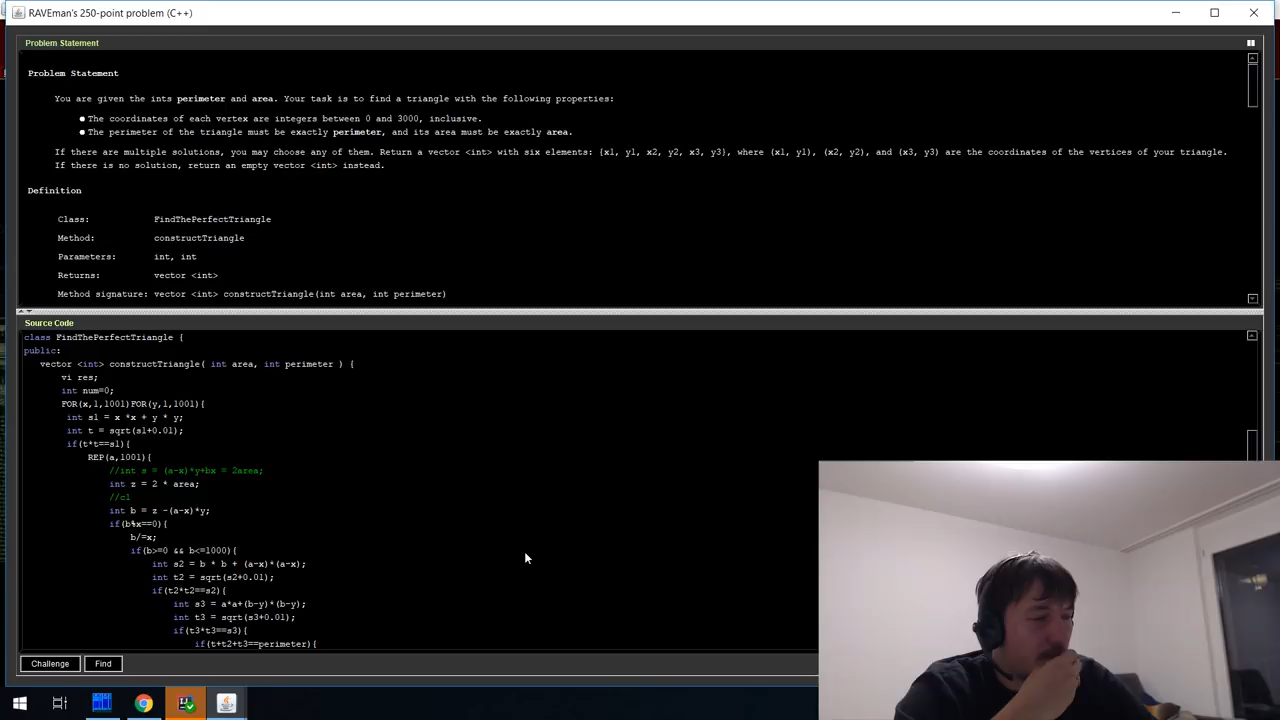 RAVEman's 250-point problem (C++)
Problem Statement
Problem Statement
You are given the ints perimeter and area. Your task is to find a triangle with the following properties:
The coordinates of each vertex are integers between 0 and 3000, inclusive.
The perimeter of the triangle must be exactly perimeter, and its area must be exactly area.
If there are multiple solutions, you may choose any of them. Return a vector <int> with six elements: {x1, y1, x2, y2, x3, y3}, where (x1, y1), (x2, y2), and (x3, y3) are the coordinates of the vertices of your triangle.
If there is no solution, return an empty vector <int> instead.
Definition
Class: FindThePerfectTriangle
Method: constructTriangle
Parameters: int, int
Returns: vector <int>
Method signature: vector <int> constructTriangle(int area, int perimeter)
Source Code
class FindThePerfectTriangle {
public:
vector <int> constructTriangle( int area, int perimeter ) {
vi res;
int num=0;
FOR(x,1,1001)FOR(y,1,1001){
int s1 = x *x + y * y;
int t = sqrt(s1+0.01);
if(t*t==s1){
REP(a,1001){
//int s = (a-x)*y+bx = 2area;
int z = 2 * area;
//c1
int b = z -(a-x)*y;
if(b%x==0){
b/=x;
if(b>=0 && b<=1000){
int s2 = b * b + (a-x)*(a-x);
int t2 = sqrt(s2+0.01);
if(t2*t2==s2){
int s3 = a*a+(b-y)*(b-y);
int t3 = sqrt(s3+0.01);
if(t3*t3==s3){
if(t+t2+t3==perimeter){
Challenge
Find